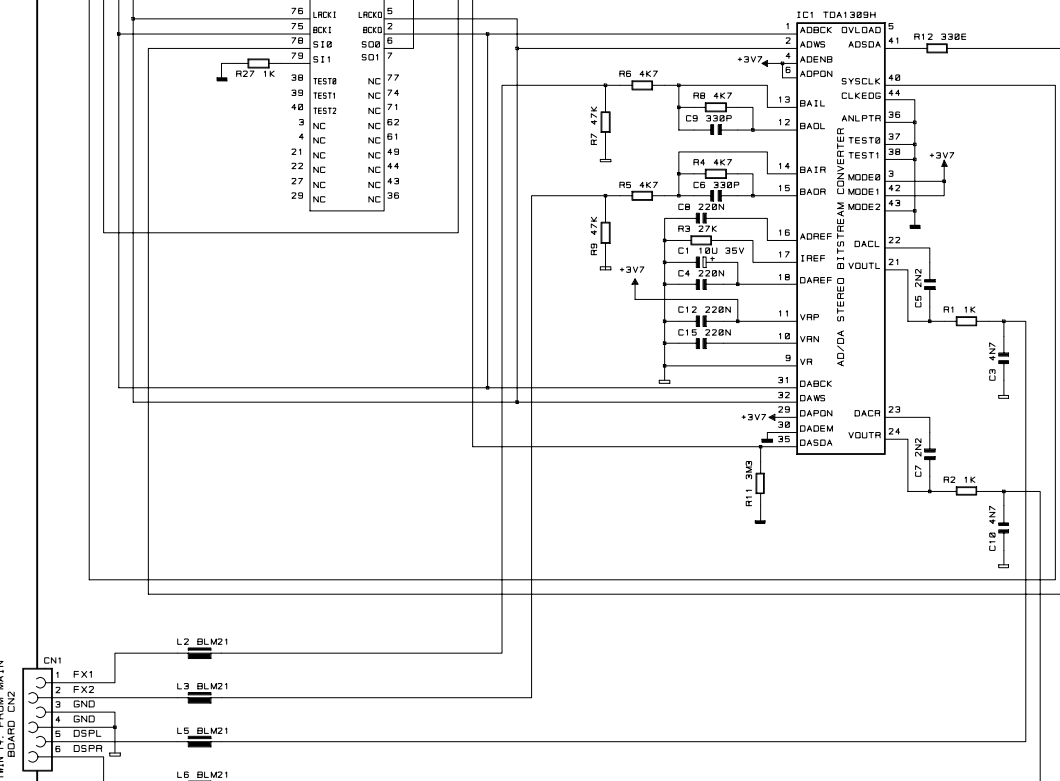 IC1 TDA1309H
AD/DA STEREO BITSTREAM CONVERTER
76 LRCKI LRCKO 5
75 BCKI BCKO 2
78 SI0 SO0 6
79 SI1 SO1 7
38 TEST0 NC 77
39 TEST1 NC 74
40 TEST2 NC 71
3 NC NC 62
4 NC NC 61
21 NC NC 49
22 NC NC 44
27 NC NC 43
29 NC NC 36
R27 1K
1 ADBCK OVLOAD 5
2 ADWS ADSDA 41
R12 330E
+3V7 4 ADENB
6 ADPON
SYSCLK 40
CLKEDG 44
R6 4K7
R8 4K7
13 BAIL
ANLPTR 36
R7 47K
C9 330P
12 BAOL
TEST0 37
TEST1 38
+3V7
R4 4K7
14 BAIR
MODE0 3
R5 4K7
C6 330P
15 BAOR
MODE1 42
MODE2 43
C8 220N
R9 47K
R3 27K
16 ADREF
DACL 22
C1 10U 35V
+
17 IREF
VOUTL 21
+3V7
C4 220N
18 DAREF
C5 2N2
C12 220N
11 VRP
R1 1K
C15 220N
10 VRN
C3 4N7
9 VR
31 DABCK
32 DAWS
+3V7 29 DAPON
DACR 23
30 DADEM
VOUTR 24
35 DASDA
C7 2N2
R11 3M3
R2 1K
C10 4N7
L2 BLM21
CN1
1 FX1
L3 BLM21
2 FX2
3 GND
4 GND
L5 BLM21
5 DSPL
6 DSPR
L6 BLM21
FROM MAIN
BOARD CN2